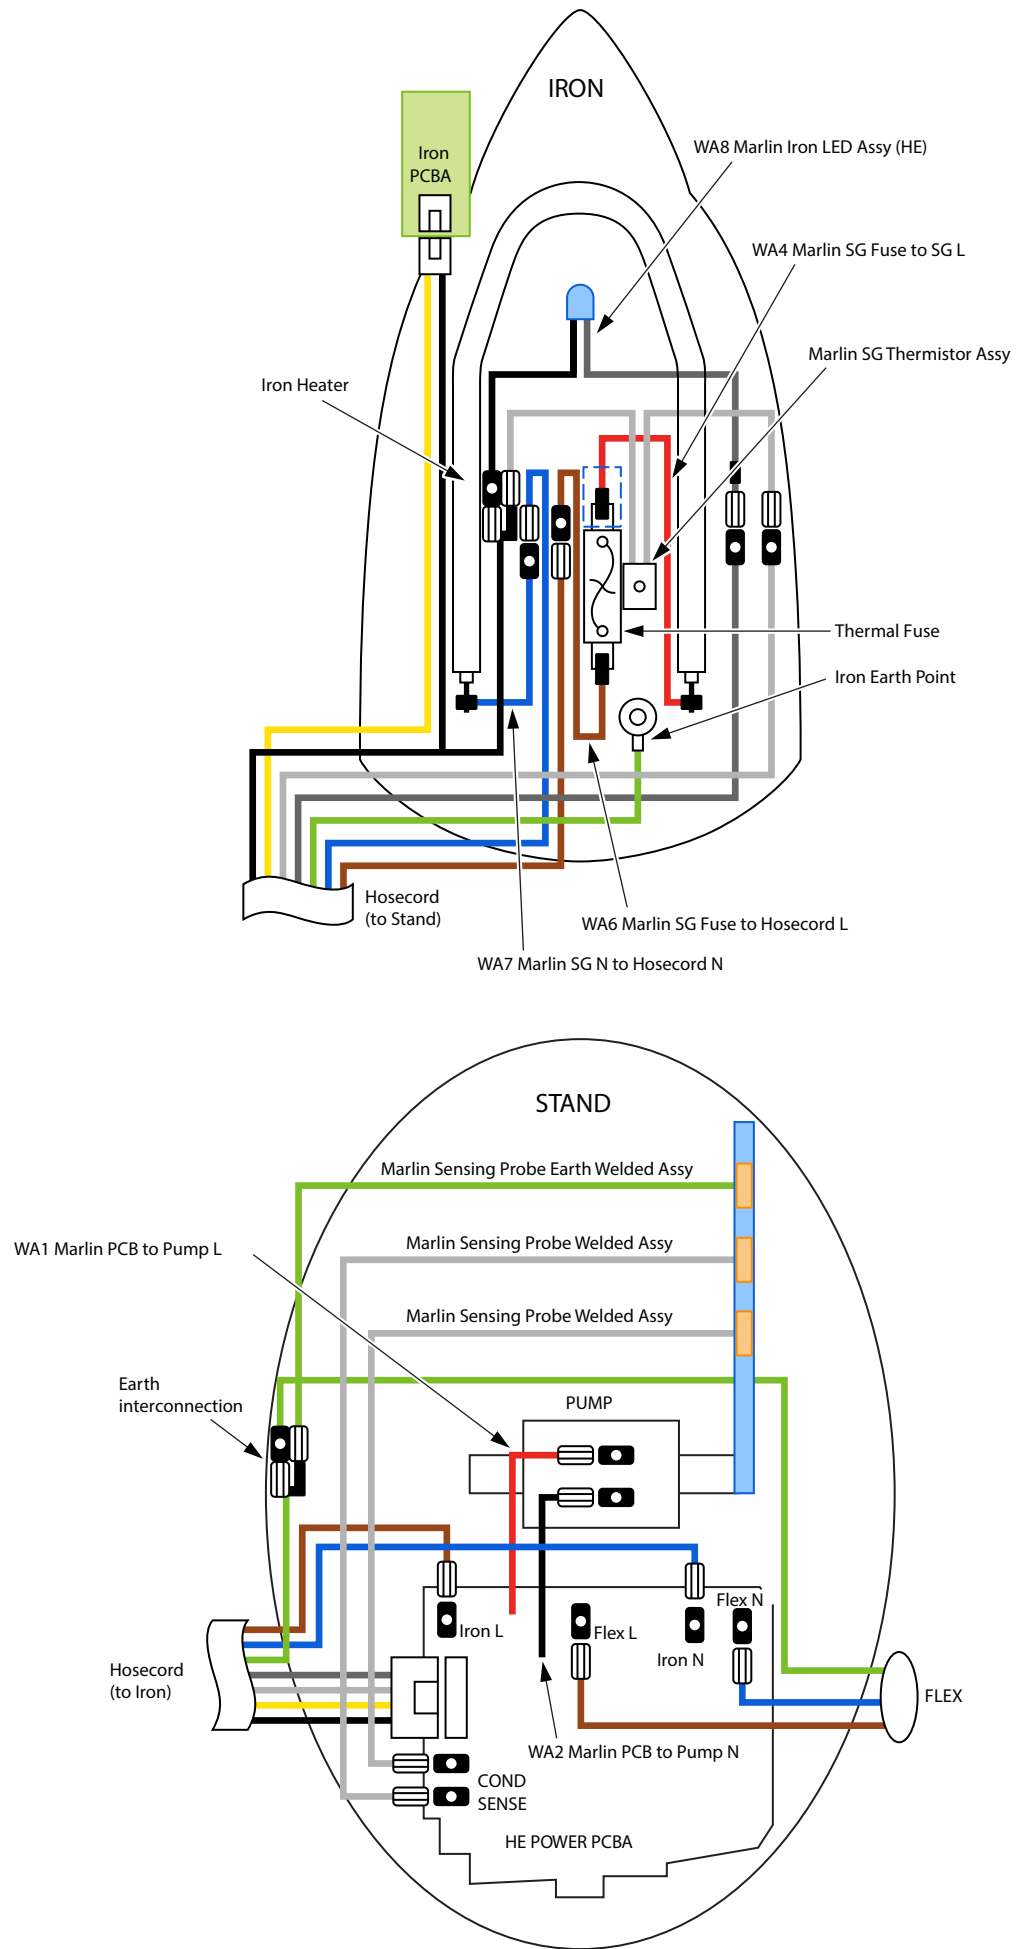 IRON
Iron
PCBA
WA8 Marlin Iron LED Assy (HE)
WA4 Marlin SG Fuse to SG L
Marlin SG Thermistor Assy
Iron Heater
Thermal Fuse
Iron Earth Point
Hosecord
(to Stand)
WA6 Marlin SG Fuse to Hosecord L
WA7 Marlin SG N to Hosecord N
STAND
Marlin Sensing Probe Earth Welded Assy
WA1 Marlin PCB to Pump L
Marlin Sensing Probe Welded Assy
Marlin Sensing Probe Welded Assy
Earth
interconnection
PUMP
Iron L
Flex L
Iron N
Flex N
Hosecord
(to Iron)
FLEX
WA2 Marlin PCB to Pump N
COND
SENSE
HE POWER PCBA